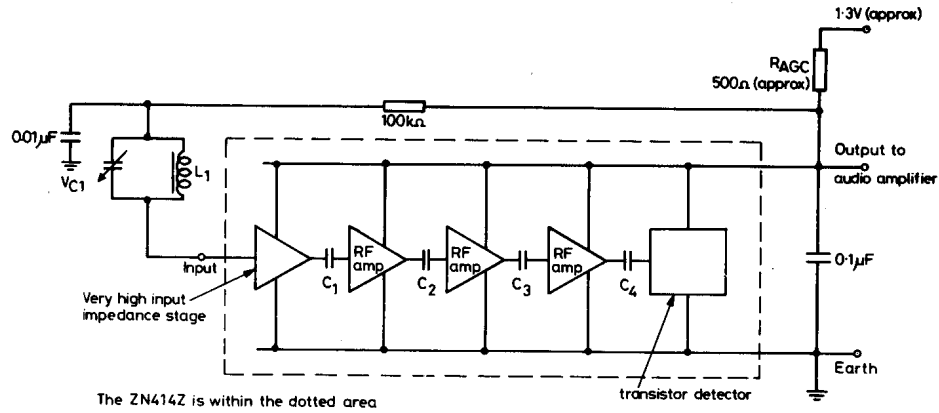 1·3V (approx)
RAGC
500Ω (approx)
100kΩ
0.01µF
VC1
L1
Output to
audio amplifier
Input
RF
amp
RF
amp
RF
amp
C1
C2
C3
C4
0·1µF
Very high input
impedance stage
Earth
transistor detector
The ZN414Z is within the dotted area